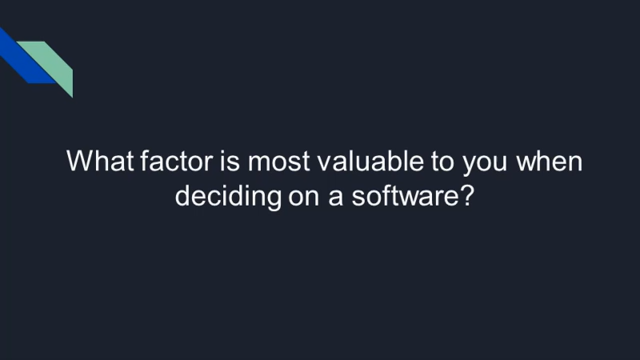 What factor is most valuable to you when
deciding on a software?